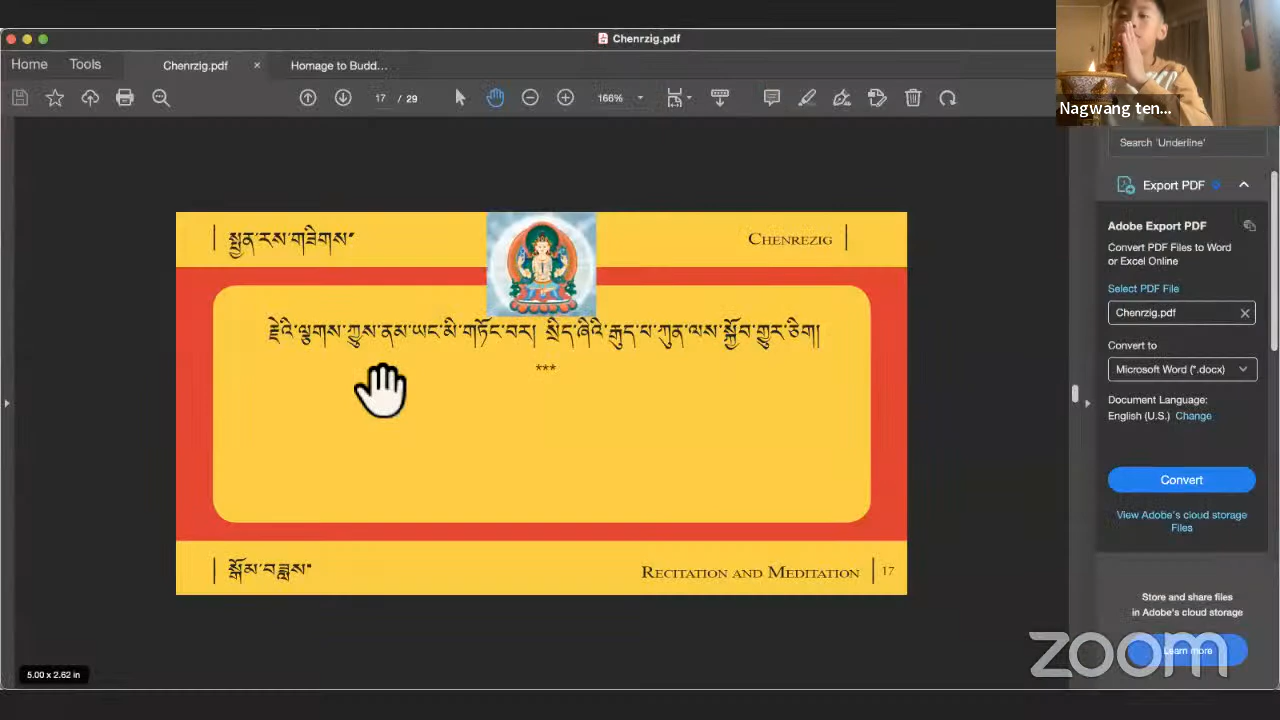 Chenrzig.pdf
Home Tools Chenrzig.pdf × Homage to Budd...
17 / 29 166%
Nagwang ten...
Search 'Underline'
Export PDF
Adobe Export PDF
Convert PDF Files to Word
or Excel Online
Select PDF File
Chenrzig.pdf
Convert to
Microsoft Word (*.docx)
Document Language:
English (U.S.) Change
Convert
View Adobe's cloud storage
Files
Store and share files
in Adobe's cloud storage
Learn more
སྤྱན་རས་གཟིགས་
CHENREZIG
རྗེའི་ལྕགས་ཀྱུས་ནམ་ཡང་མི་གཏོང་བར། སྲིད་ཞིའི་རྒུད་པ་ཀུན་ལས་སྐྱོབ་གྱུར་ཅིག།
***
སྒོམ་བཟླས་
RECITATION AND MEDITATION 17
5.00 x 2.62 in
zoom